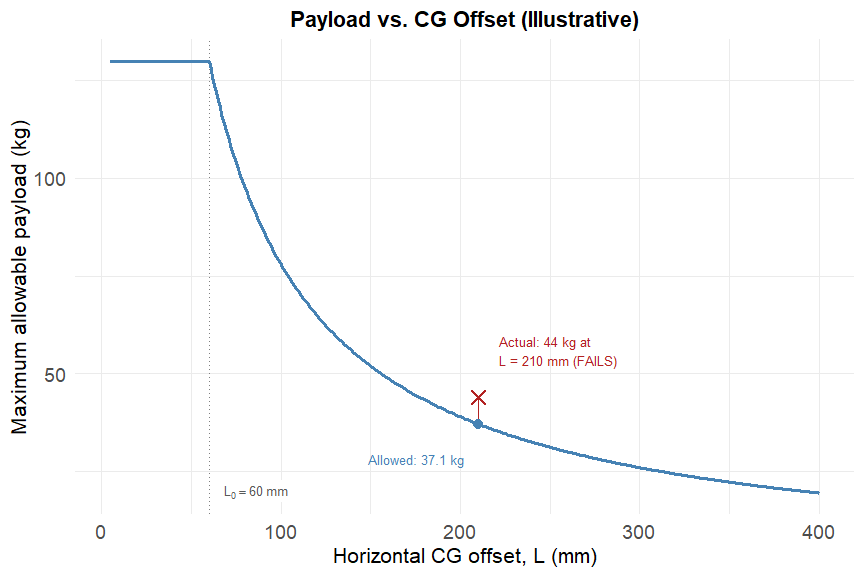 Payload vs. CG Offset (Illustrative)
Maximum allowable payload (kg)
100
50
Actual: 44 kg at
L = 210 mm (FAILS)
Allowed: 37.1 kg
L₀ = 60 mm
0
100
200
300
400
Horizontal CG offset, L (mm)